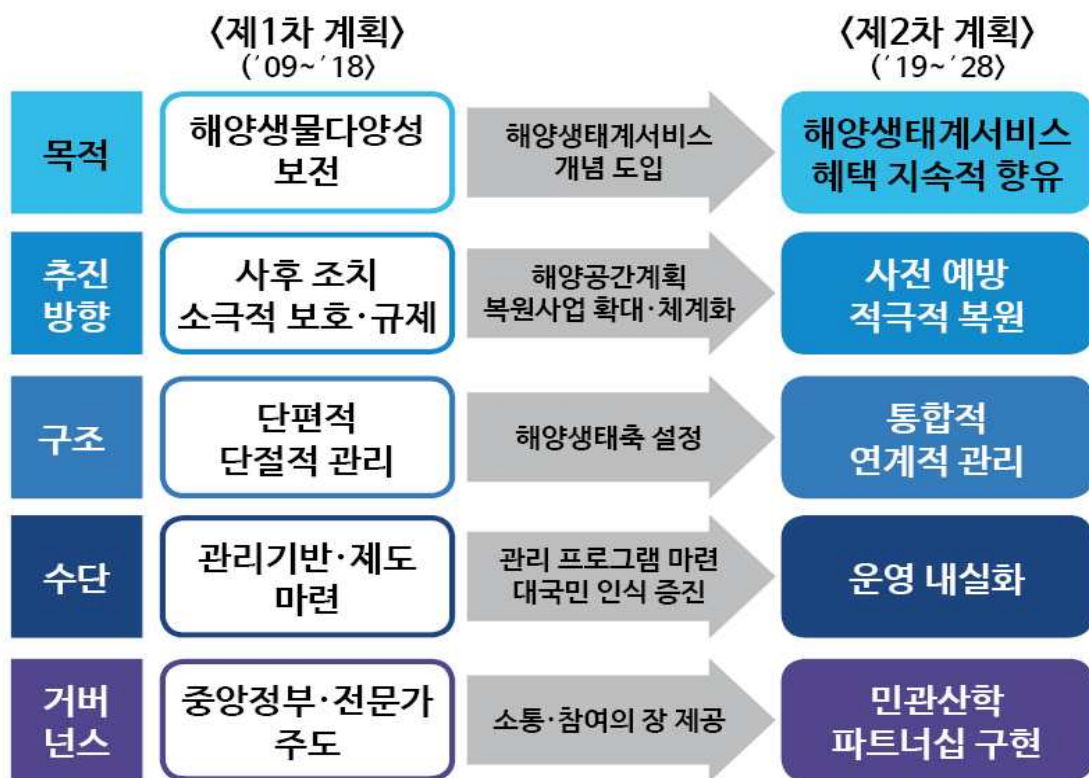 〈제1차 계획〉
(´09~´18〉
〈제2차 계획〉
(´19~´28〉
목적
해양생물다양성
보전
해양생태계서비스
개념 도입
해양생태계서비스
혜택 지속적 향유
추진
방향
사후 조치
소극적 보호·규제
해양공간계획
복원사업 확대·체계화
사전 예방
적극적 복원
구조
단편적
단절적 관리
해양생태축 설정
통합적
연계적 관리
수단
관리기반·제도
마련
관리 프로그램 마련
대국민 인식 증진
운영 내실화
거버
넌스
중앙정부·전문가
주도
소통·참여의 장 제공
민관산학
파트너십 구현